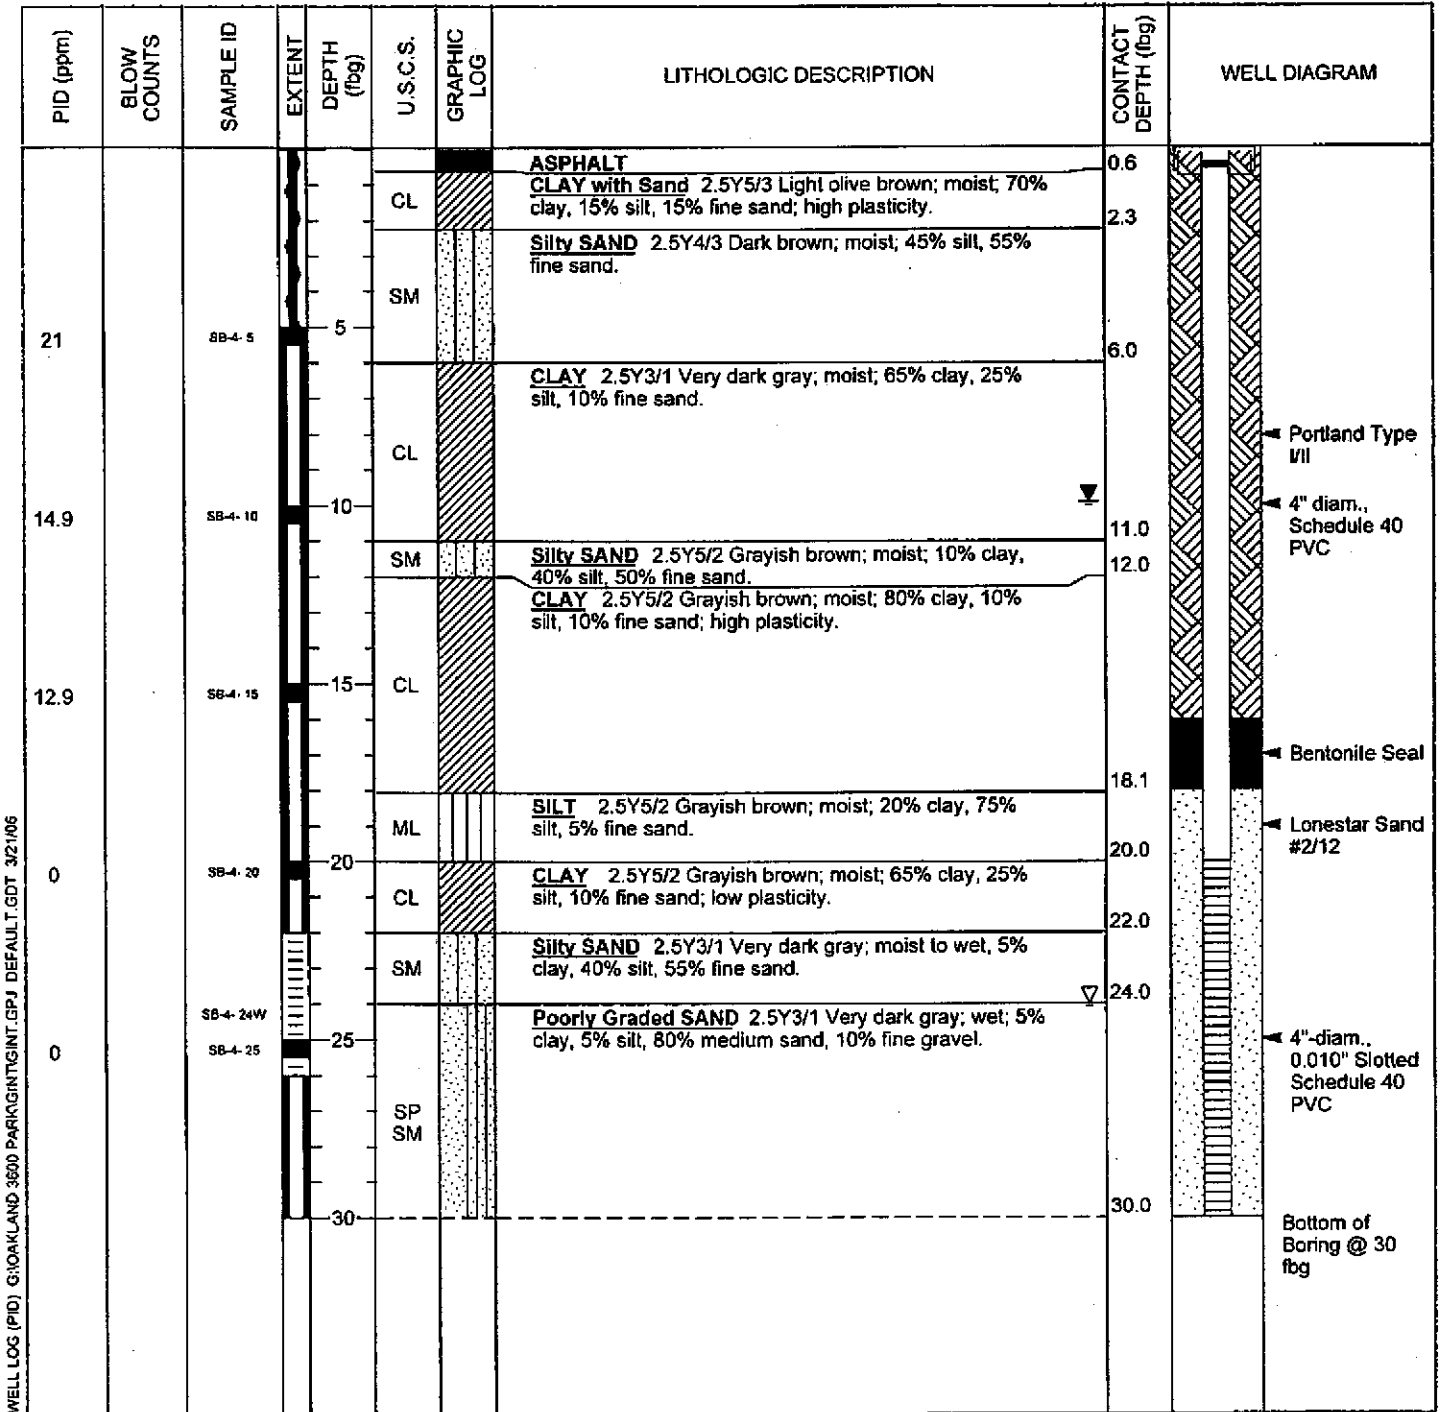 PID (ppm)
BLOW
COUNTS
SAMPLE ID
EXTENT
DEPTH
(fbg)
U.S.C.S.
GRAPHIC
LOG
LITHOLOGIC DESCRIPTION
CONTACT
DEPTH (fbg)
WELL DIAGRAM
ASPHALT
0.6
CL
CLAY with Sand 2.5Y5/3 Light olive brown; moist; 70%
clay, 15% silt, 15% fine sand; high plasticity.
2.3
SM
Silty SAND 2.5Y4/3 Dark brown; moist; 45% silt, 55%
fine sand.
21
SB-4- 5
5
6.0
CL
CLAY 2.5Y3/1 Very dark gray; moist; 65% clay, 25%
silt, 10% fine sand.
Portland Type
I/II
14.9
SB-4- 10
10
11.0
4" diam.,
Schedule 40
PVC
SM
Silty SAND 2.5Y5/2 Grayish brown; moist; 10% clay,
40% silt, 50% fine sand.
12.0
CLAY 2.5Y5/2 Grayish brown; moist; 80% clay, 10%
silt, 10% fine sand; high plasticity.
12.9
SB-4- 15
15
CL
Bentonite Seal
18.1
ML
SILT 2.5Y5/2 Grayish brown; moist; 20% clay, 75%
silt, 5% fine sand.
Lonestar Sand
#2/12
20.0
0
SB-4- 20
20
CL
CLAY 2.5Y5/2 Grayish brown; moist; 65% clay, 25%
silt, 10% fine sand; low plasticity.
22.0
SM
Silty SAND 2.5Y3/1 Very dark gray; moist to wet, 5%
clay, 40% silt, 55% fine sand.
24.0
SB-4- 24W
Poorly Graded SAND 2.5Y3/1 Very dark gray; wet; 5%
clay, 5% silt, 80% medium sand, 10% fine gravel.
0
SB-4- 25
25
4"-diam.,
0.010" Slotted
Schedule 40
PVC
SP
SM
30
30.0
Bottom of
Boring @ 30
fbg
WELL LOG (PID) G:\OAKLAND 3600 PARK\GINT\GINT.GPJ DEFAULT.GDT 3/21/06